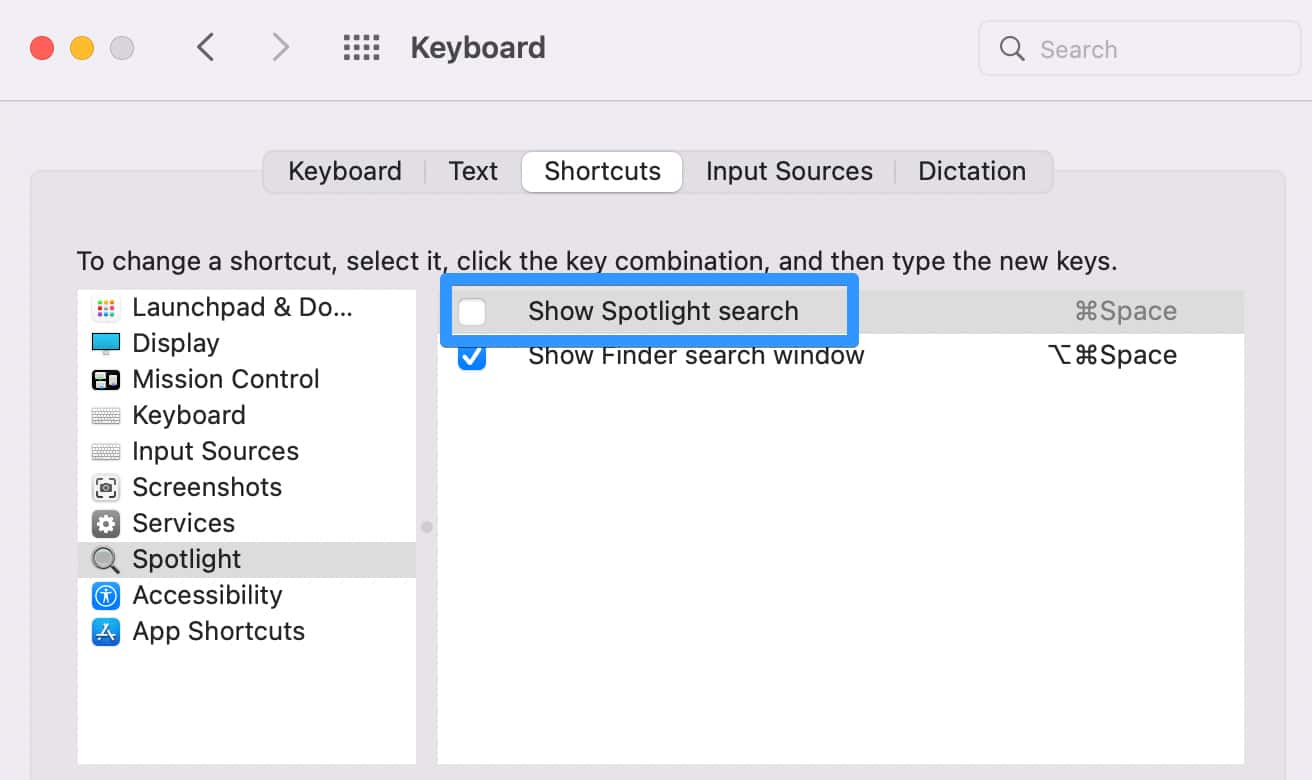 Keyboard
Search
Keyboard Text Shortcuts Input Sources Dictation
To change a shortcut, select it, click the key combination, and then type the new keys.
Launchpad & Do...
Display
Mission Control
Keyboard
Input Sources
Screenshots
Services
Spotlight
Accessibility
App Shortcuts
Show Spotlight search ⌘Space
Show Finder search window ⌥⌘Space